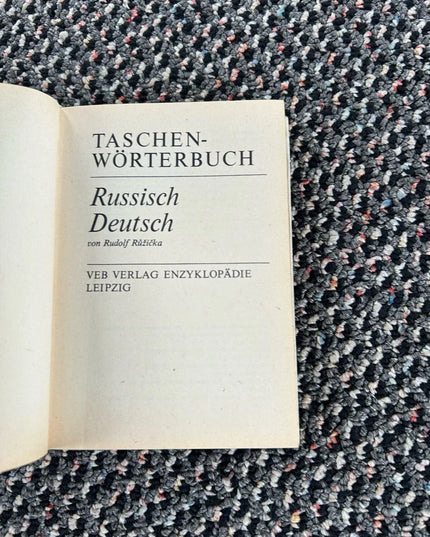 TASCHEN-
WÖRTERBUCH
Russisch
Deutsch
von Rudolf Růžička
VEB VERLAG ENZYKLOPÄDIE
LEIPZIG